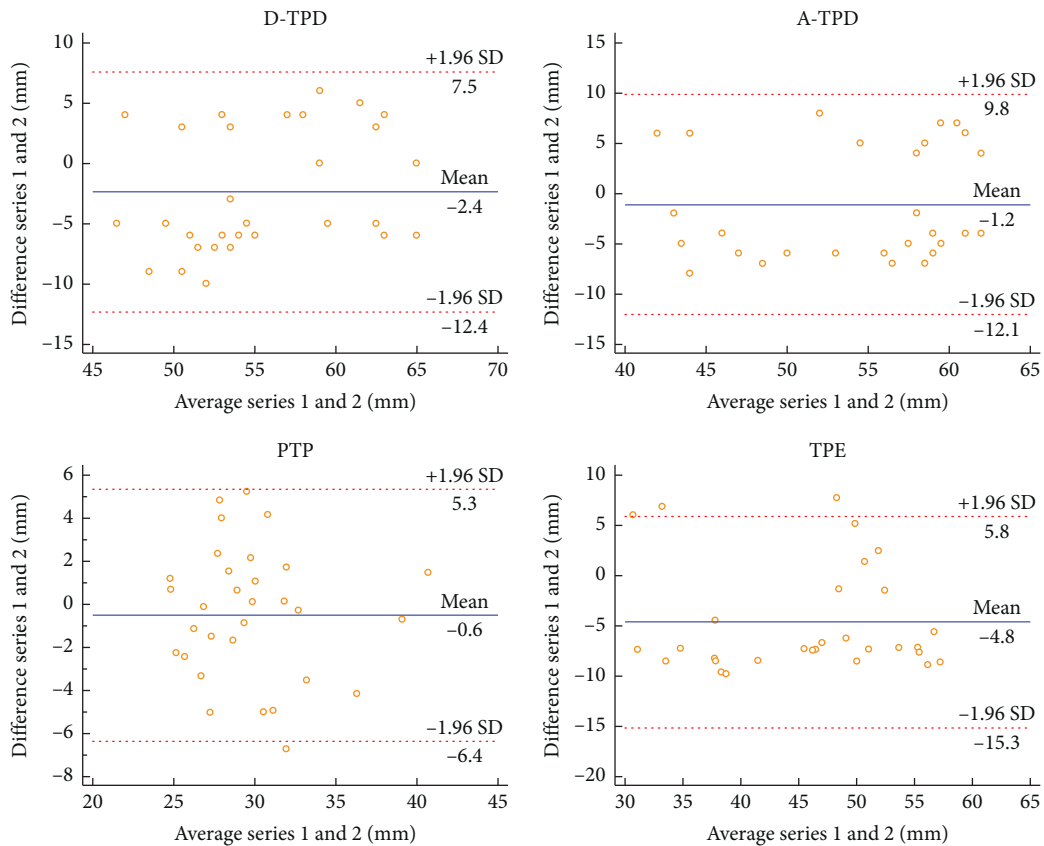 D-TPD
10
5
0
−5
−10
−15
Difference series 1 and 2 (mm)
+1.96 SD
7.5
Mean
−2.4
−1.96 SD
−12.4
45 50 55 60 65 70
Average series 1 and 2 (mm)
A-TPD
15
10
5
0
−5
−10
−15
Difference series 1 and 2 (mm)
+1.96 SD
9.8
Mean
−1.2
−1.96 SD
−12.1
40 45 50 55 60 65
Average series 1 and 2 (mm)
PTP
6
4
2
0
−2
−4
−6
−8
Difference series 1 and 2 (mm)
+1.96 SD
5.3
Mean
−0.6
−1.96 SD
−6.4
20 25 30 35 40 45
Average series 1 and 2 (mm)
TPE
10
5
0
−5
−10
−15
−20
Difference series 1 and 2 (mm)
+1.96 SD
5.8
Mean
−4.8
−1.96 SD
−15.3
30 35 40 45 50 55 60 65
Average series 1 and 2 (mm)